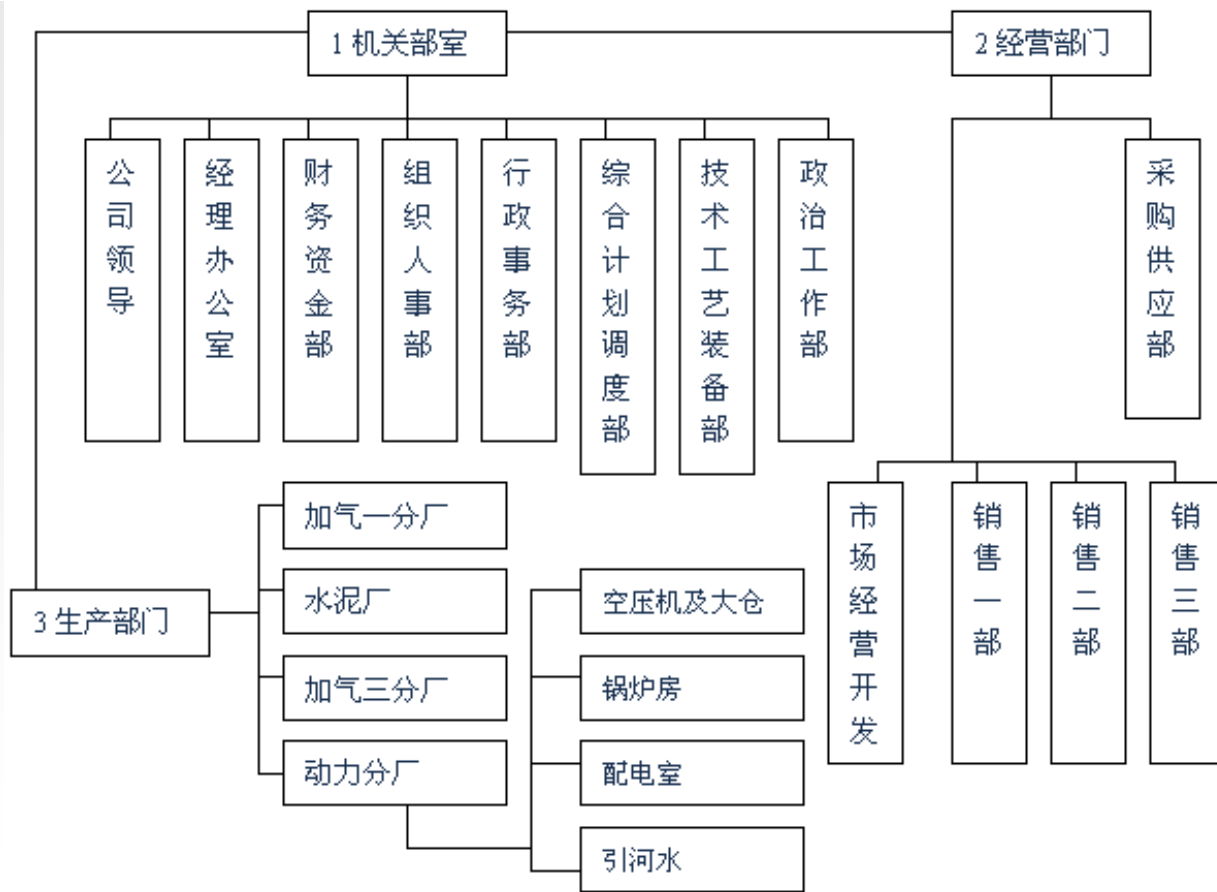 1 机关部室
2 经营部门
公司领导
经理办公室
财务资金部
组织人事部
行政事务部
综合计划调度部
技术工艺装备部
政治工作部
采购供应部
市场经营开发
销售一部
销售二部
销售三部
3 生产部门
加气一分厂
水泥厂
加气三分厂
动力分厂
空压机及大仓
锅炉房
配电室
引河水